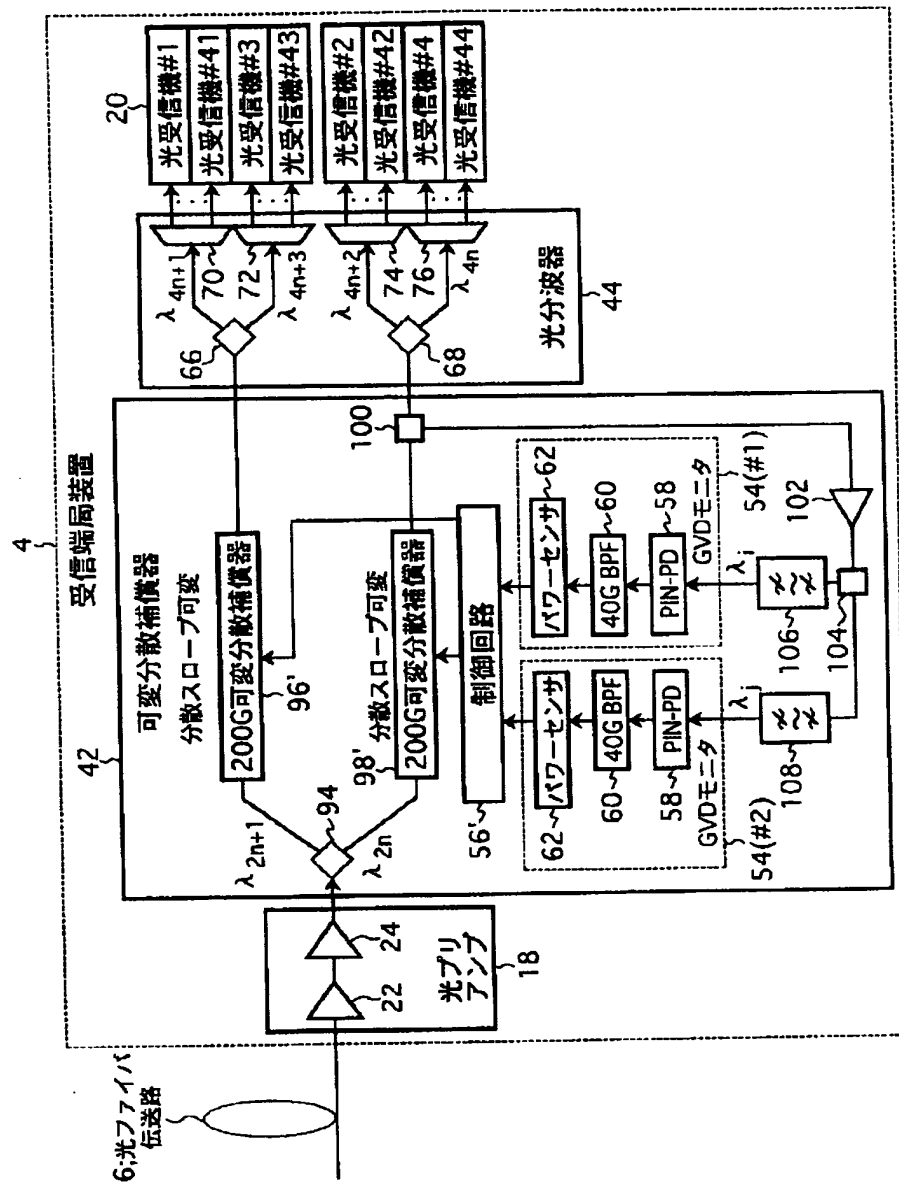 4
受信端局装置
42
可変分散補償器
分散スロープ可変
200G可変分散補償器
96'
分散スロープ可変
98'
200G可変分散補償器
制御回路
56'
λ2n+1
λ2n
94
22
24
光プリ
アンプ
18
6;光ファイバ
伝送路
62
パワーセンサ
60
40G BPF
58
PIN-PD
GVDモニタ
54(#2)
λj
108
パワーセンサ
62
40G BPF
60
PIN-PD
58
GVDモニタ
54(#1)
λi
106
104
102
100
66
68
λ4n+1
70
72
λ4n+3
λ4n+2
74
76
λ4n
光分波器
44
20
光受信機#1
光受信機#41
光受信機#3
光受信機#43
光受信機#2
光受信機#42
光受信機#4
光受信機#44